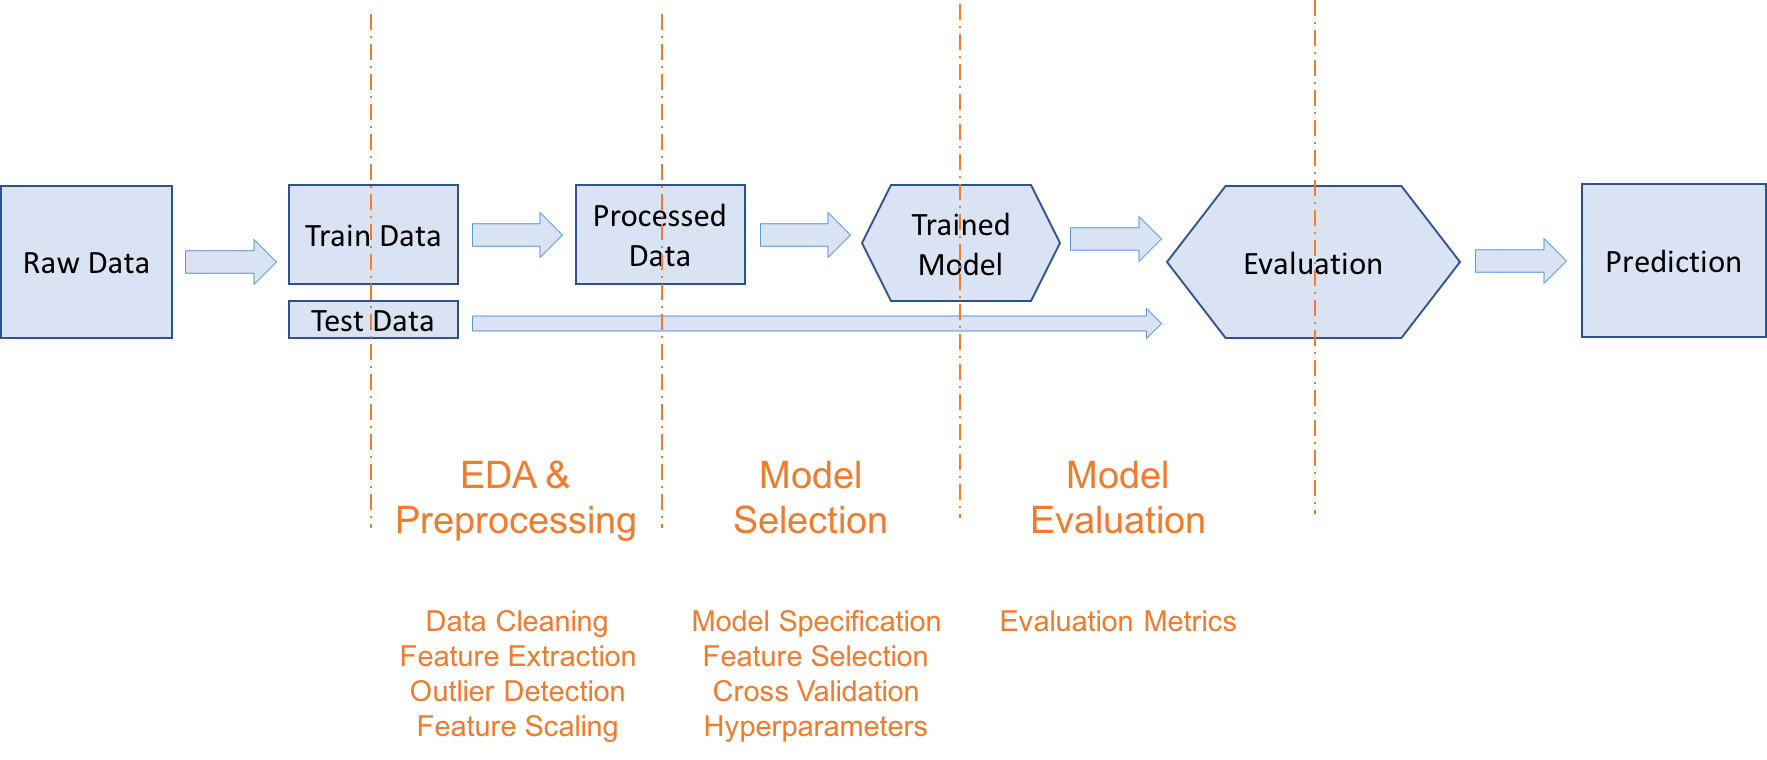 Raw Data
Train Data
Test Data
Processed
Data
Trained
Model
Evaluation
Prediction
EDA &
Preprocessing
Model
Selection
Model
Evaluation
Data Cleaning
Feature Extraction
Outlier Detection
Feature Scaling
Model Specification
Feature Selection
Cross Validation
Hyperparameters
Evaluation Metrics